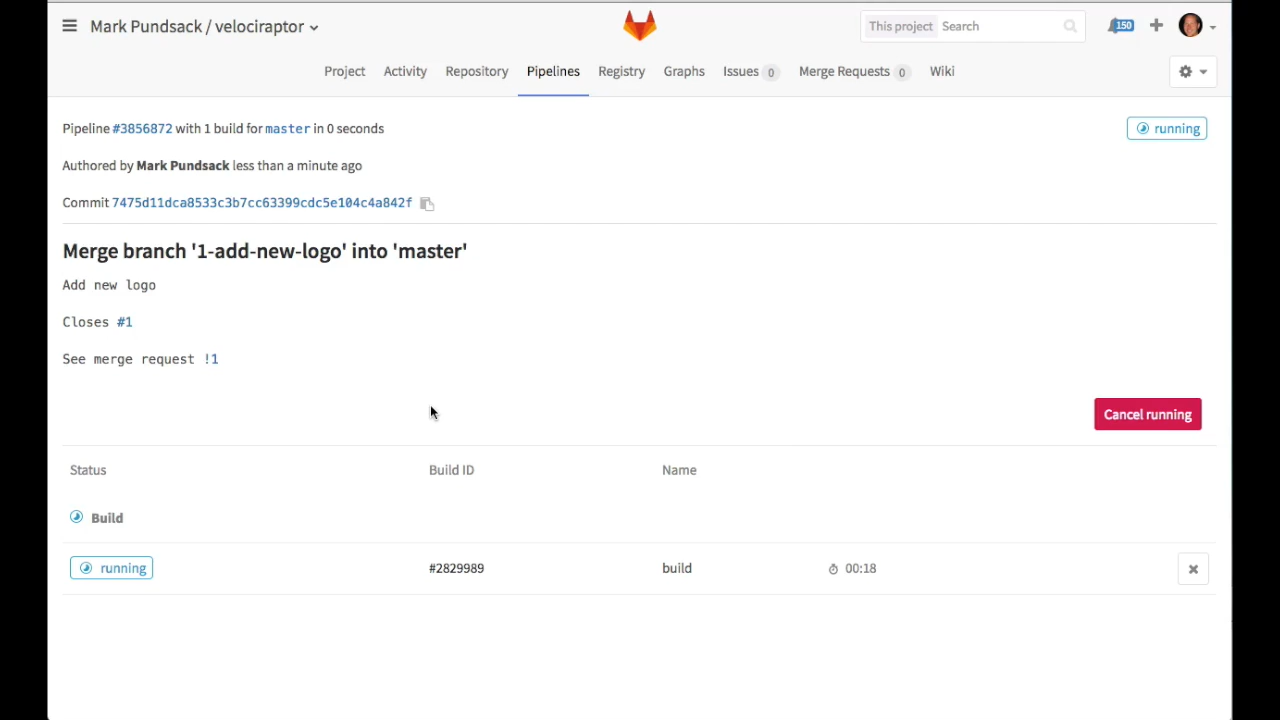 Mark Pundsack / velociraptor
This project Search
150
Project Activity Repository Pipelines Registry Graphs Issues 0 Merge Requests 0 Wiki
Pipeline #3856872 with 1 build for master in 0 seconds
running
Authored by Mark Pundsack less than a minute ago
Commit 7475d11dca8533c3b7cc63399cdc5e104c4a842f
Merge branch '1-add-new-logo' into 'master'
Add new logo
Closes #1
See merge request !1
Cancel running
Status Build ID Name
Build
running #2829989 build 00:18